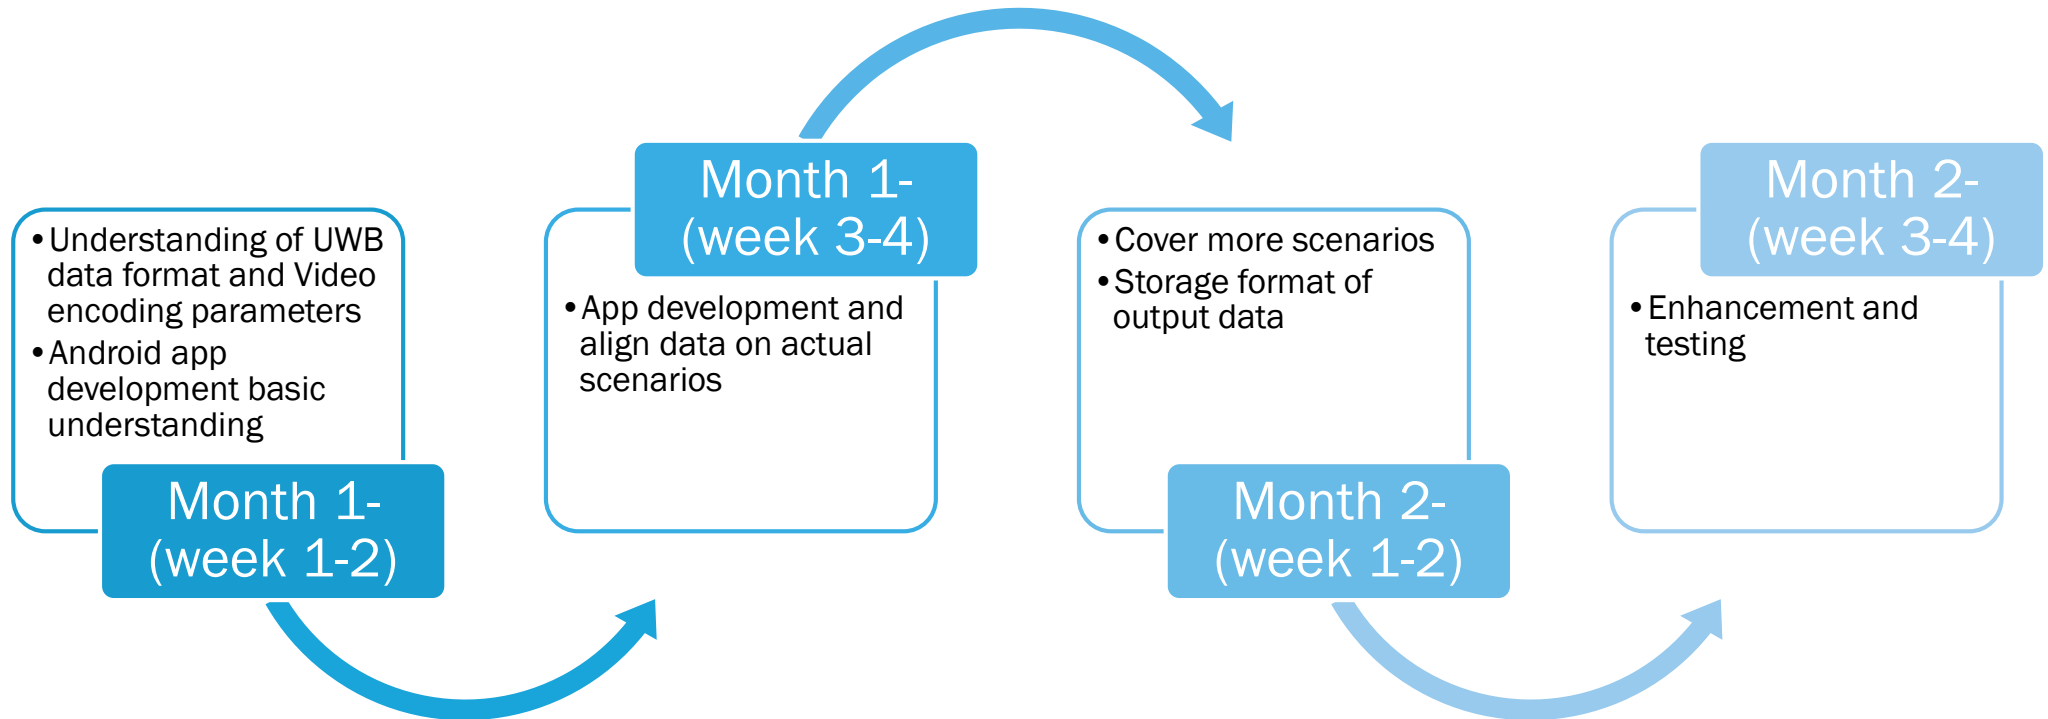 •Understanding of UWB
data format and Video
encoding parameters
•Android app
development basic
understanding
Month 1-
(week 1-2)
Month 1-
(week 3-4)
•App development and
align data on actual
scenarios
•Cover more scenarios
•Storage format of
output data
Month 2-
(week 1-2)
Month 2-
(week 3-4)
•Enhancement and
testing